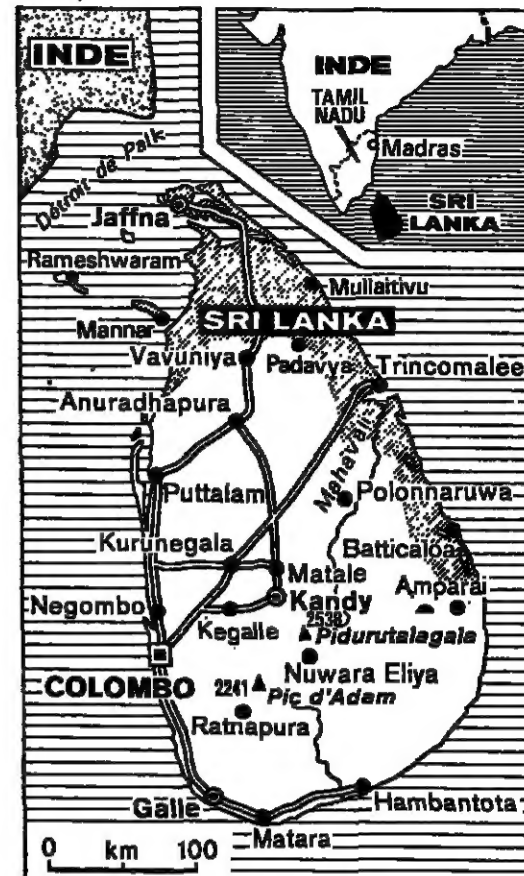 INDE
INDE
TAMIL
NADU
Madras
SRI
LANKA
Détroit de Palk
Jaffna
Rameshwaram
Mullaitivu
Mannar
SRI LANKA
Vavuniya
Padavya
Trincomalee
Anuradhapura
Mahavali
Puttalam
Polonnaruwa
Kurunegala
Batticaloa
Matale
Amparai
Negombo
Kandy
Kegalle
2538
Pidurutalagala
COLOMBO
Nuwara Eliya
2241
Pic d'Adam
Ratnapura
Galle
Hambantota
Matara
0 km 100